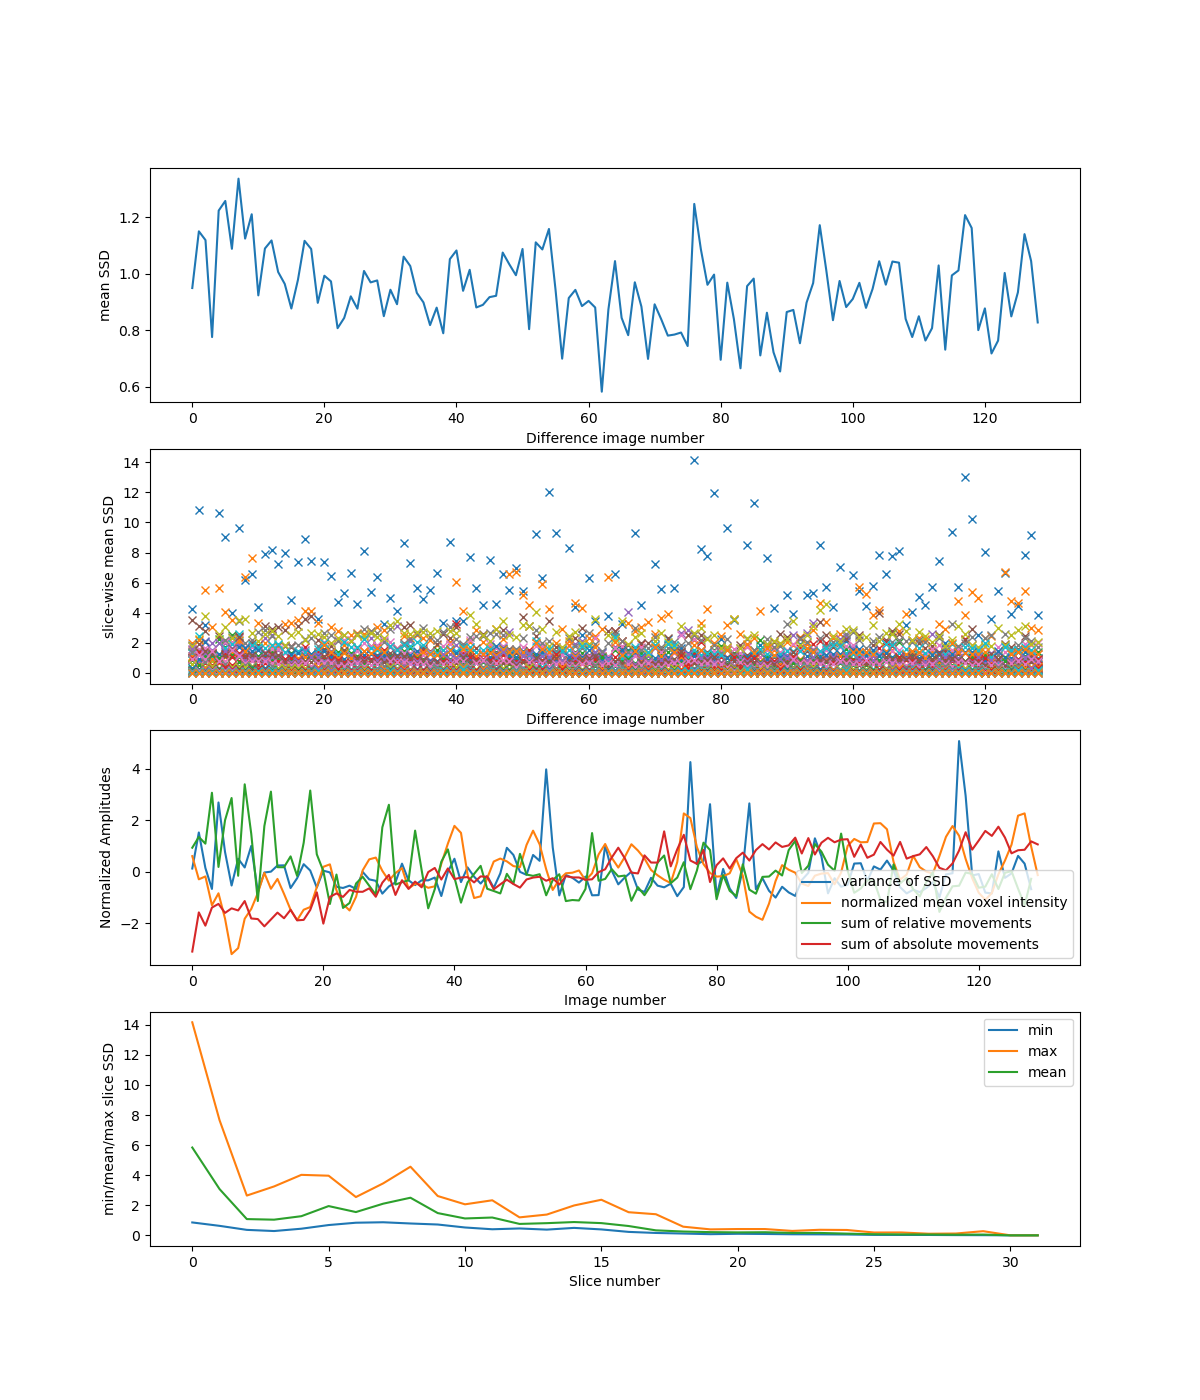 mean SSD
1.2
1.0
0.8
0.6
0 20 40 60 80 100 120
Difference image number
slice-wise mean SSD
14
12
10
8
6
4
2
0
0 20 40 60 80 100 120
Difference image number
Normalized Amplitudes
4
2
0
−2
variance of SSD
normalized mean voxel intensity
sum of relative movements
sum of absolute movements
0 20 40 60 80 100 120
Image number
min/mean/max slice SSD
14
12
10
8
6
4
2
0
min
max
mean
0 5 10 15 20 25 30
Slice number